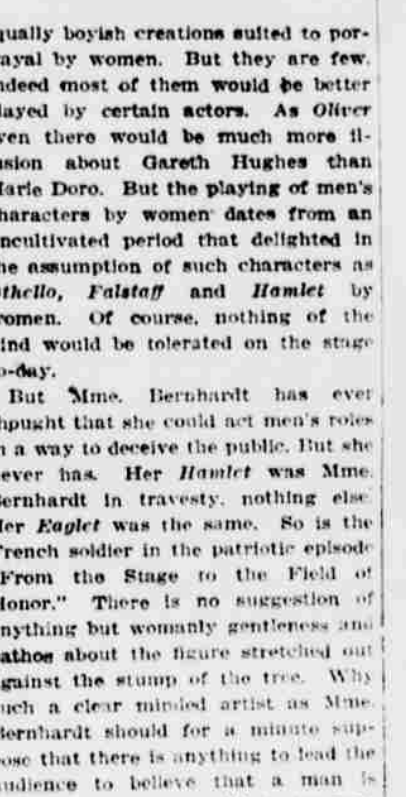 qually boyish creations suited to por-
ayal by women. But they are few.
ndeed most of them would be better
layed by certain actors. As Oliver
ven there would be much more il-
usion about Gareth Hughes than
Marie Doro. But the playing of men's
haracters by women dates from an
ncultivated period that delighted in
he assumption of such characters as
thello, Falstaff and Hamlet by
omen. Of course, nothing of the
ind would be tolerated on the stage
o-day.
But Mme. Bernhardt has ever
hought that she could act men's roles
n a way to deceive the public. But she
ever has. Her Hamlet was Mme.
Bernhardt in travesty, nothing else.
Her Eaglet was the same. So is the
French soldier in the patriotic episode
"From the Stage to the Field of
Honor." There is no suggestion of
nything but womanly gentleness and
athos about the figure stretched out
gainst the stump of the tree. Why
uch a clear minded artist as Mme.
Bernhardt should for a minute sup-
ose that there is anything to lead the
udience to believe that a man is